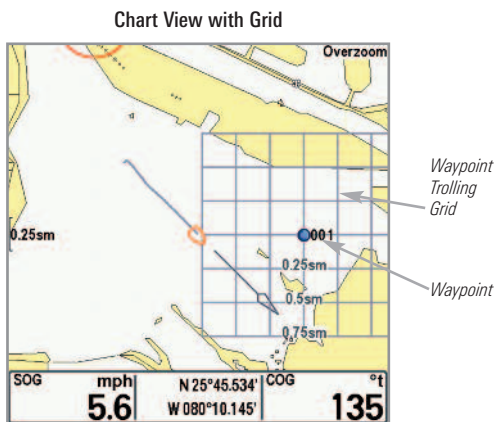 Chart View with Grid
Overzoom
Waypoint
Trolling
Grid
0.25sm
001
0.25sm
Waypoint
0.5sm
0.75sm
SOG mph
5.6
N 25°45.534'
W 080°10.145'
COG °t
135